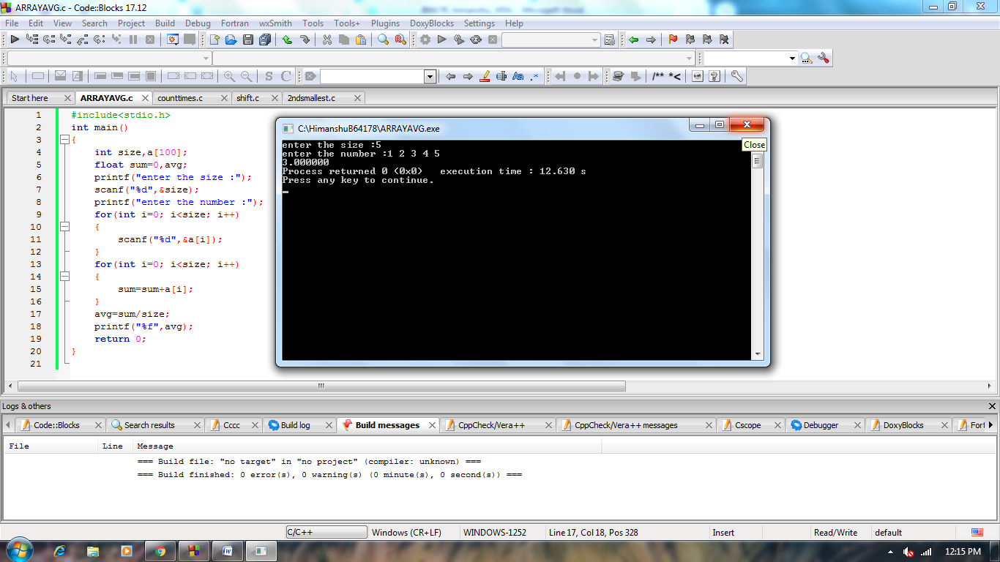 ARRAYAVG.c - Code::Blocks 17.12
File Edit View Search Project Build Debug Fortran wxSmith Tools Tools+ Plugins DoxyBlocks Settings Help
S C Aa .* /** *<
Start here ARRAYAVG.c counttimes.c shift.c 2ndsmallest.c
1 #include<stdio.h>
2 int main()
3 {
4 int size,a[100];
5 float sum=0,avg;
6 printf("enter the size :");
7 scanf("%d",&size);
8 printf("enter the number :");
9 for(int i=0; i<size; i++)
10 {
11 scanf("%d",&a[i]);
12 }
13 for(int i=0; i<size; i++)
14 {
15 sum=sum+a[i];
16 }
17 avg=sum/size;
18 printf("%f",avg);
19 return 0;
20 }
21
C:\HimanshuB64178\ARRAYAVG.exe
Close
enter the size :5
enter the number :1 2 3 4 5
3.000000
Process returned 0 (0x0) execution time : 12.630 s
Press any key to continue.
Logs & others
Code::Blocks Search results Cccc Build log Build messages CppCheck/Vera++ CppCheck/Vera++ messages Cscope Debugger DoxyBlocks Fort
File Line Message
=== Build file: "no target" in "no project" (compiler: unknown) ===
=== Build finished: 0 error(s), 0 warning(s) (0 minute(s), 0 second(s)) ===
C/C++ Windows (CR+LF) WINDOWS-1252 Line 17, Col 18, Pos 328 Insert Read/Write default
12:15 PM